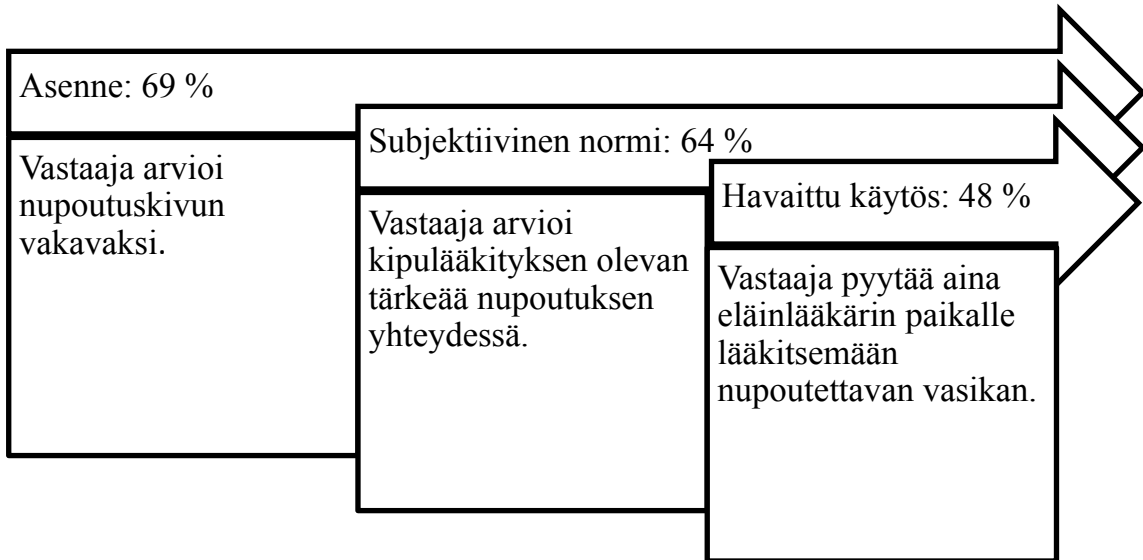 Asenne: 69 %
Vastaaja arvioi
nupoutuskivun
vakavaksi.
Subjektiivinen normi: 64 %
Vastaaja arvioi
kipulääkityksen olevan
tärkeää nupoutuksen
yhteydessä.
Havaittu käytös: 48 %
Vastaaja pyytää aina
eläinlääkärin paikalle
lääkitsemään
nupoutettavan vasikan.